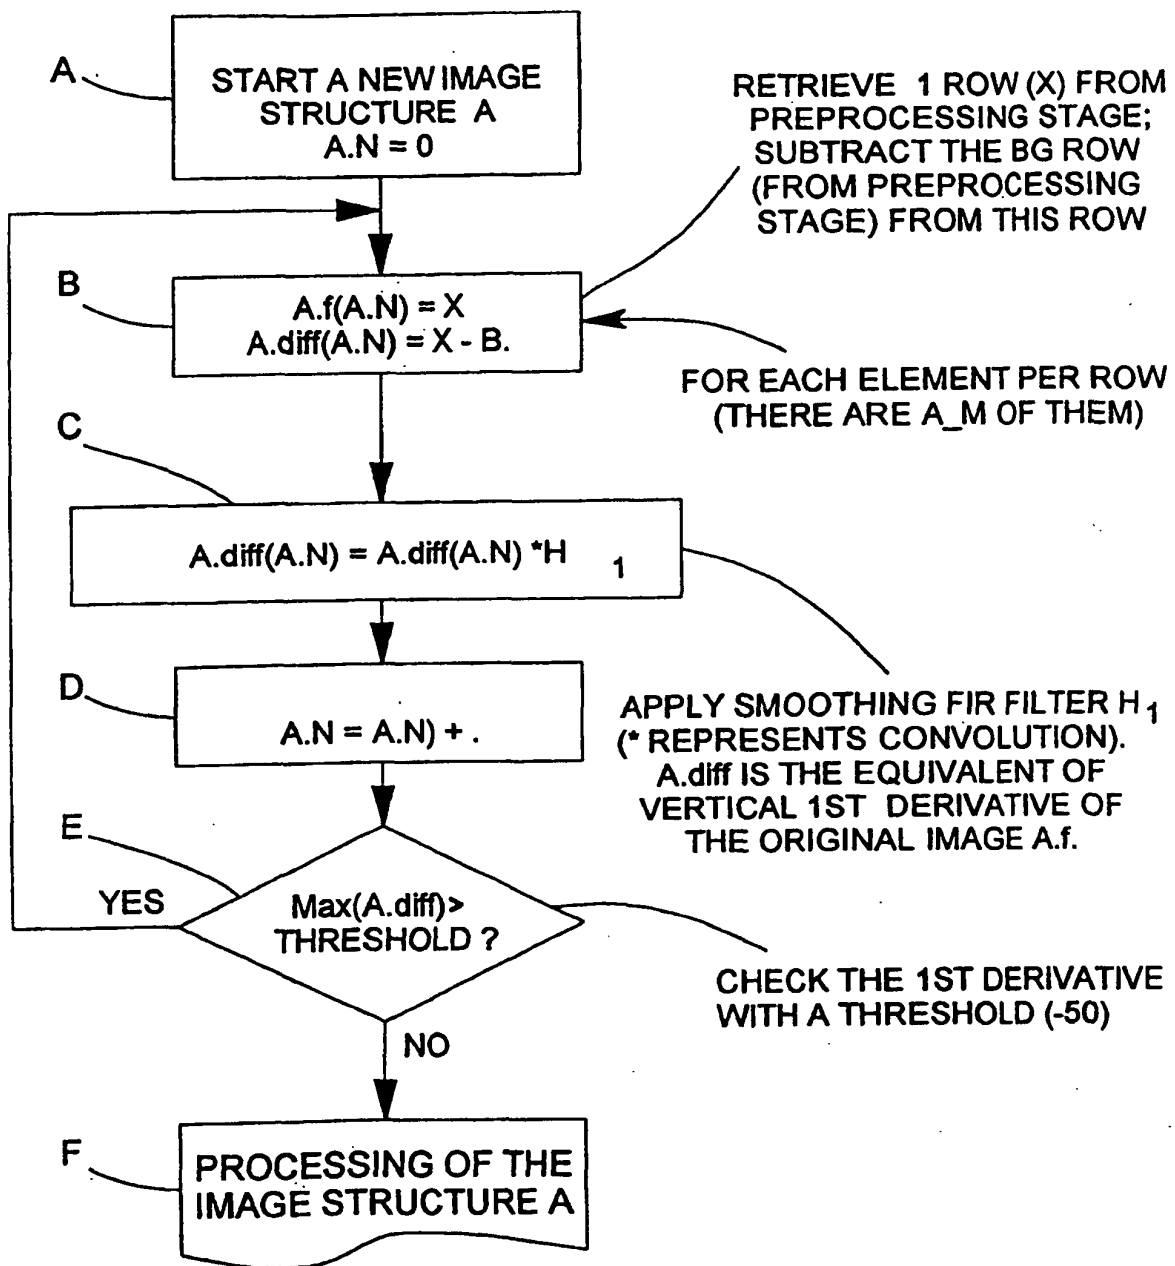 A
START A NEW IMAGE
STRUCTURE A
A.N = 0
RETRIEVE 1 ROW (X) FROM
PREPROCESSING STAGE;
SUBTRACT THE BG ROW
(FROM PREPROCESSING
STAGE) FROM THIS ROW
B
A.f(A.N) = X
A.diff(A.N) = X - B.
FOR EACH ELEMENT PER ROW
(THERE ARE A_M OF THEM)
C
A.diff(A.N) = A.diff(A.N) *H 1
D
A.N = A.N) + .
APPLY SMOOTHING FIR FILTER H 1
(* REPRESENTS CONVOLUTION).
A.diff IS THE EQUIVALENT OF
VERTICAL 1ST DERIVATIVE OF
THE ORIGINAL IMAGE A.f.
E
YES
Max(A.diff)>
THRESHOLD ?
CHECK THE 1ST DERIVATIVE
WITH A THRESHOLD (-50)
NO
F
PROCESSING OF THE
IMAGE STRUCTURE A